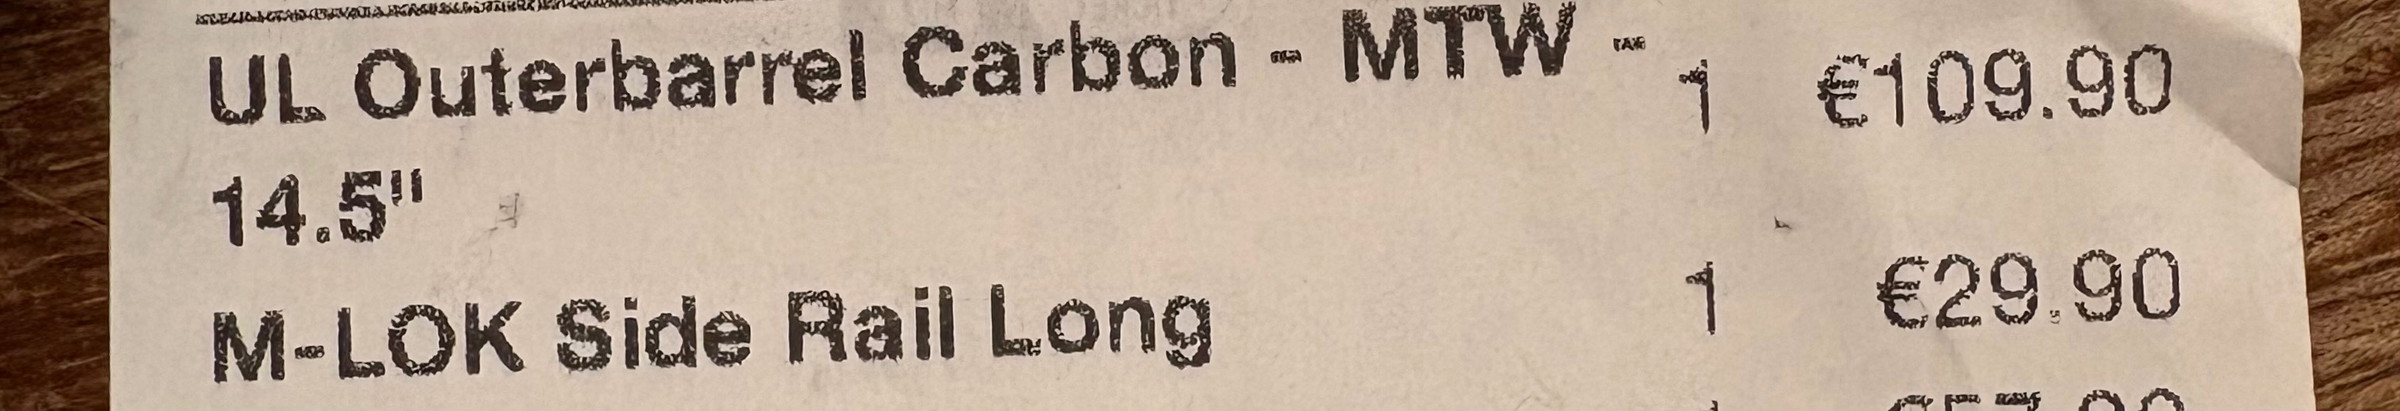 UL Outerbarrel Carbon - MTW - 1 €109.90
14.5"
M-LOK Side Rail Long 1 €29.90